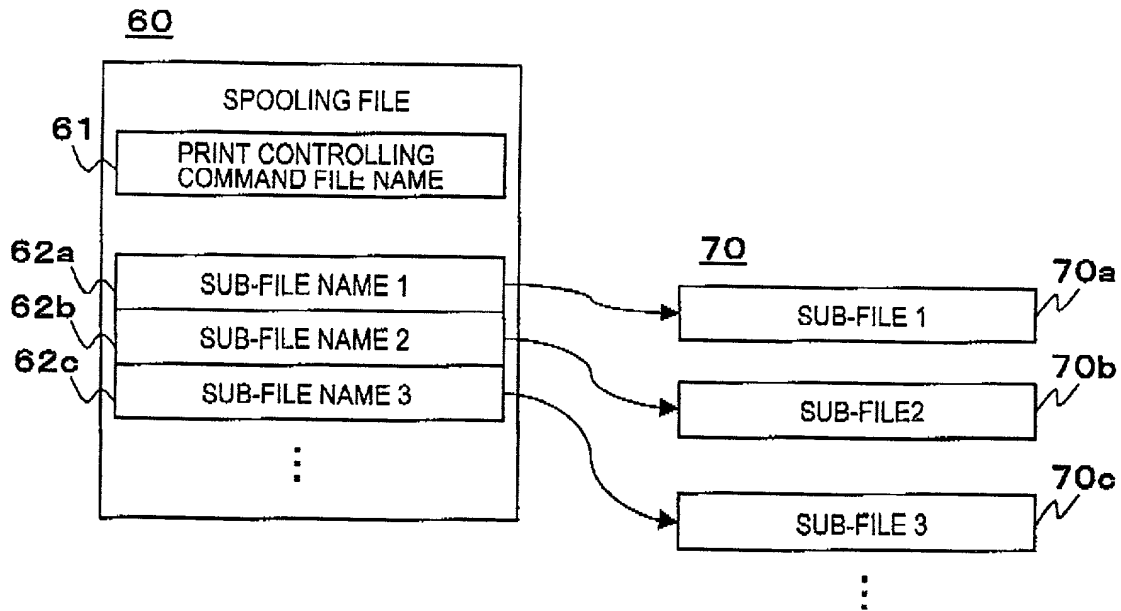 60
SPOOLING FILE
61
PRINT CONTROLLING
COMMAND FILE NAME
62a
SUB-FILE NAME 1
62b
SUB-FILE NAME 2
62c
SUB-FILE NAME 3
70
70a
SUB-FILE 1
70b
SUB-FILE2
70c
SUB-FILE 3